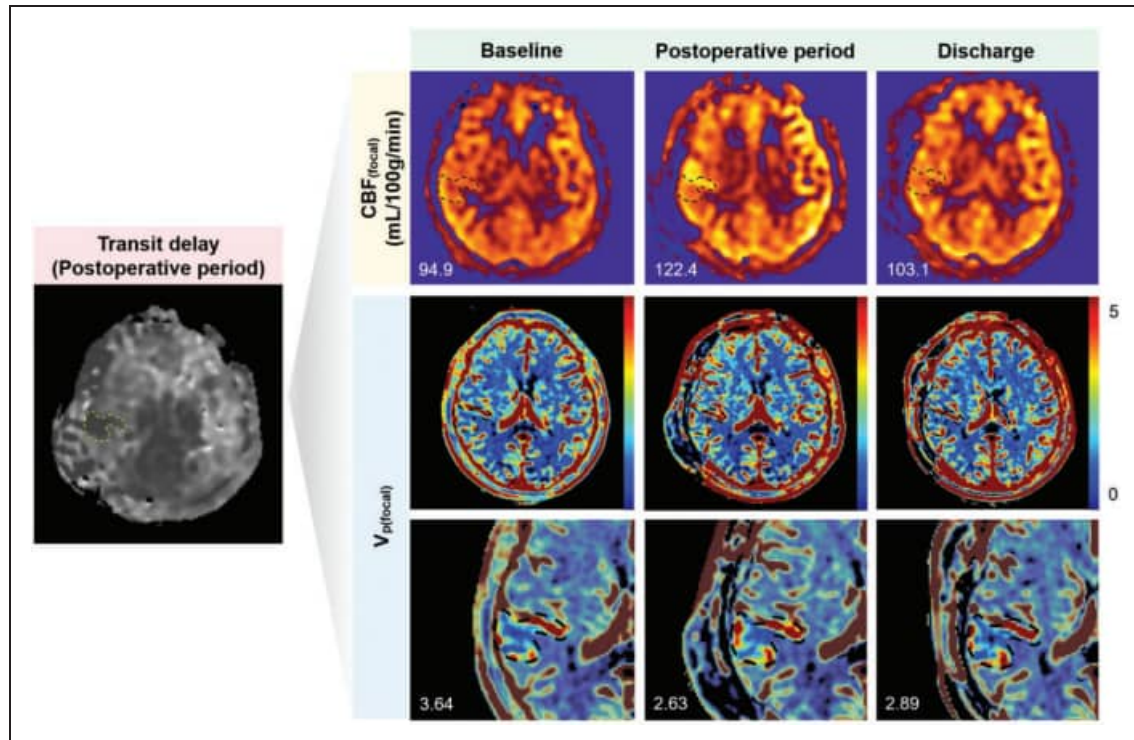 Baseline
Postoperative period
Discharge
CBF(focal)
(mL/100g/min)
94.9
122.4
103.1
Transit delay
(Postoperative period)
5
0
Vp(focal)
3.64
2.63
2.89